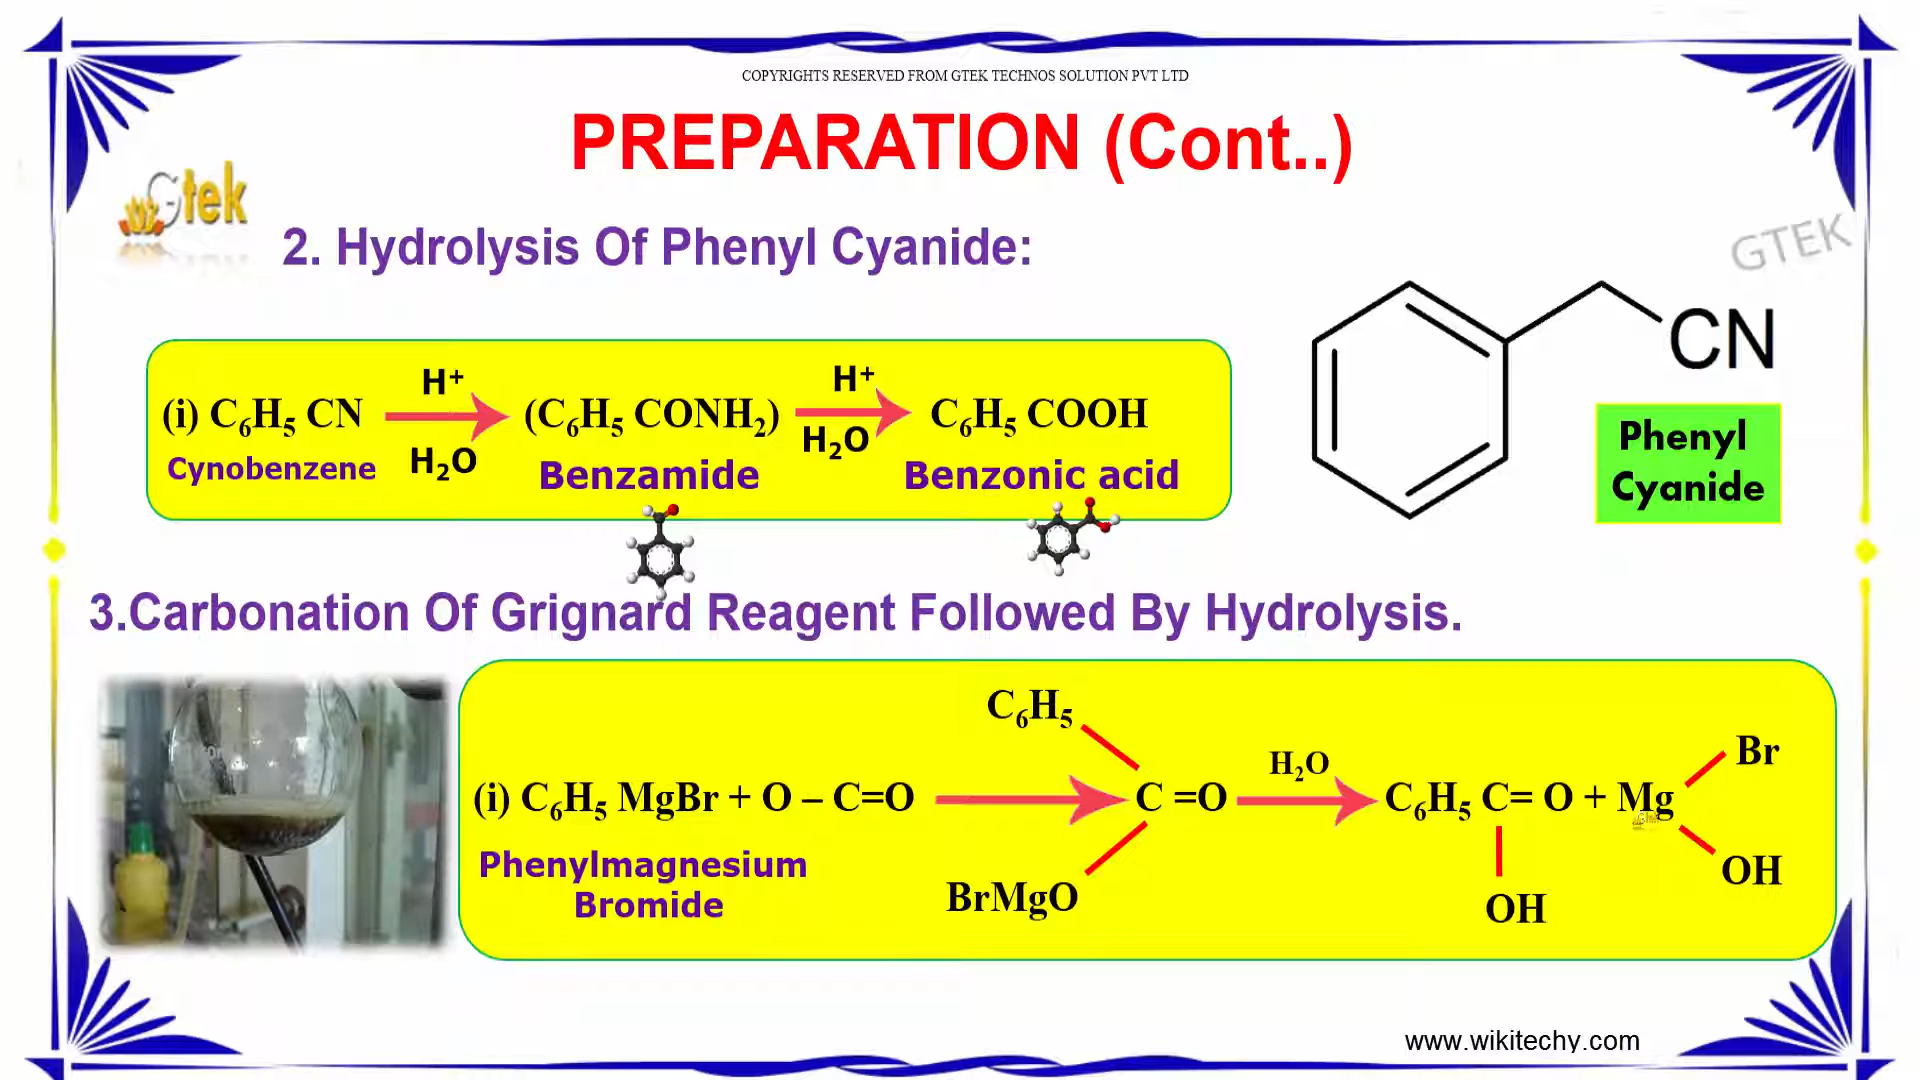 COPYRIGHTS RESERVED FROM GTEK TECHNOS SOLUTION PVT LTD
PREPARATION (Cont..)
Gtek
GTEK
2. Hydrolysis Of Phenyl Cyanide:
CN
Phenyl
Cyanide
H⁺ H⁺
(i) C₆H₅ CN (C₆H₅ CONH₂) C₆H₅ COOH
H₂O H₂O
Cynobenzene Benzamide Benzonic acid
3.Carbonation Of Grignard Reagent Followed By Hydrolysis.
C₆H₅
H₂O Br
(i) C₆H₅ MgBr + O – C=O C =O C₆H₅ C= O + Mg
Phenylmagnesium
Bromide
BrMgO OH OH
www.wikitechy.com